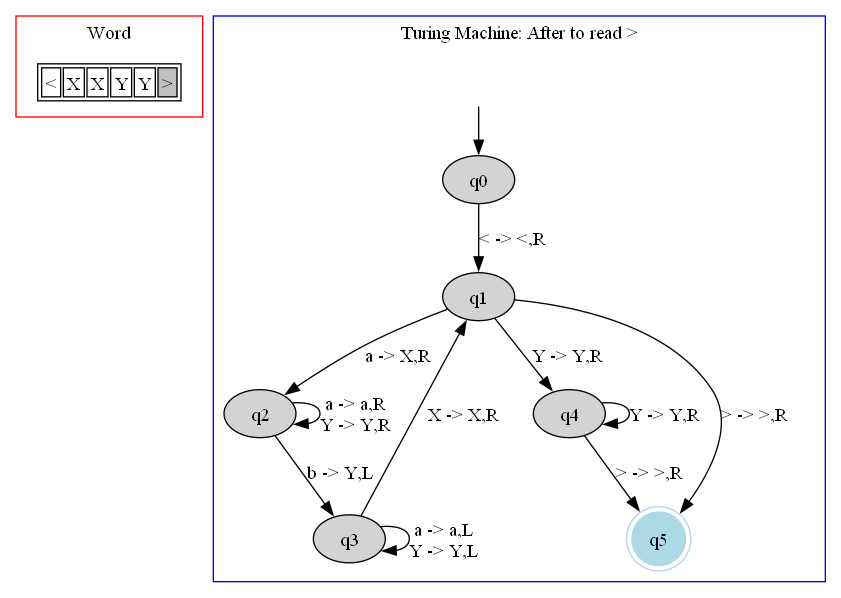 Word
< X X Y Y >
Turing Machine: After to read >
q0
< -> <,R
q1
a -> X,R
Y -> Y,R
q2
a -> a,R
Y -> Y,R
X -> X,R
q4
Y -> Y,R
> -> >,R
b -> Y,L
> -> >,R
q3
a -> a,L
Y -> Y,L
q5